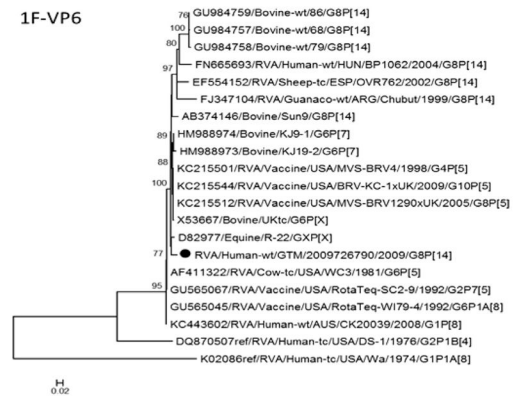 1F-VP6
76
GU984759/Bovine-wt/86/G8P[14]
100
GU984757/Bovine-wt/68/G8P[14]
80
GU984758/Bovine-wt/79/G8P[14]
97
FN665693/RVA/Human-wt/HUN/BP1062/2004/G8P[14]
EF554152/RVA/Sheep-tc/ESP/OVR762/2002/G8P[14]
FJ347104/RVA/Guanaco-wt/ARG/Chubut/1999/G8P[14]
AB374146/Bovine/Sun9/G8P[14]
89
HM988974/Bovine/KJ9-1/G6P[7]
HM988973/Bovine/KJ19-2/G6P[7]
88
KC215501/RVA/Vaccine/USA/MVS-BRV4/1998/G4P[5]
100
KC215544/RVA/Vaccine/USA/BRV-KC-1xUK/2009/G10P[5]
KC215512/RVA/Vaccine/USA/MVS-BRV1290xUK/2005/G8P[5]
X53667/Bovine/UKtc/G6P[X]
D82977/Equine/R-22/GXP[X]
77
RVA/Human-wt/GTM/2009726790/2009/G8P[14]
AF411322/RVA/Cow-tc/USA/WC3/1981/G6P[5]
95
GU565067/RVA/Vaccine/USA/RotaTeq-SC2-9/1992/G2P7[5]
GU565045/RVA/Vaccine/USA/RotaTeq-WI79-4/1992/G6P1A[8]
KC443602/RVA/Human-wt/AUS/CK20039/2008/G1P[8]
DQ870507ref/RVA/Human-tc/USA/DS-1/1976/G2P1B[4]
K02086ref/RVA/Human-tc/USA/Wa/1974/G1P1A[8]
0.02